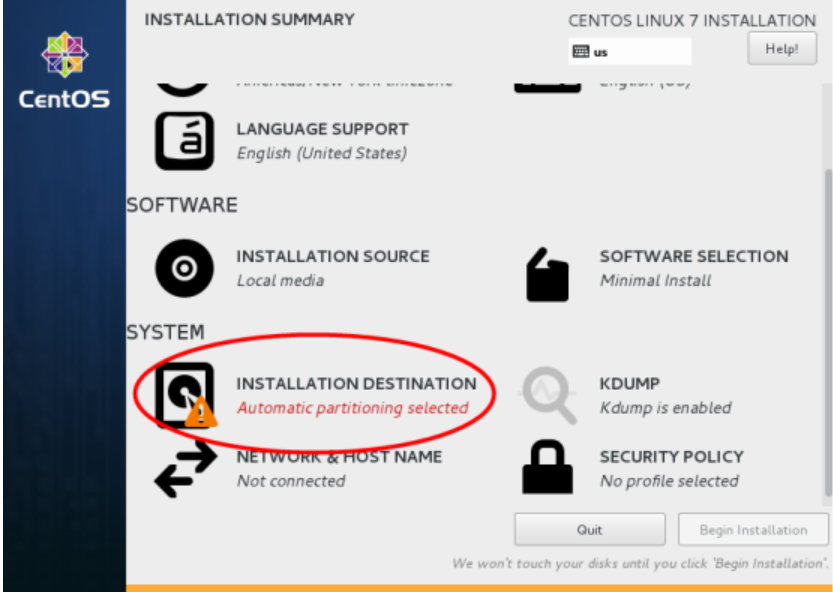 INSTALLATION SUMMARY
CENTOS LINUX 7 INSTALLATION
us
Help!
CentOS
LANGUAGE SUPPORT
English (United States)
SOFTWARE
INSTALLATION SOURCE
Local media
SOFTWARE SELECTION
Minimal Install
SYSTEM
INSTALLATION DESTINATION
Automatic partitioning selected
KDUMP
Kdump is enabled
NETWORK & HOST NAME
Not connected
SECURITY POLICY
No profile selected
Quit
Begin Installation
We won't touch your disks until you click 'Begin Installation'.